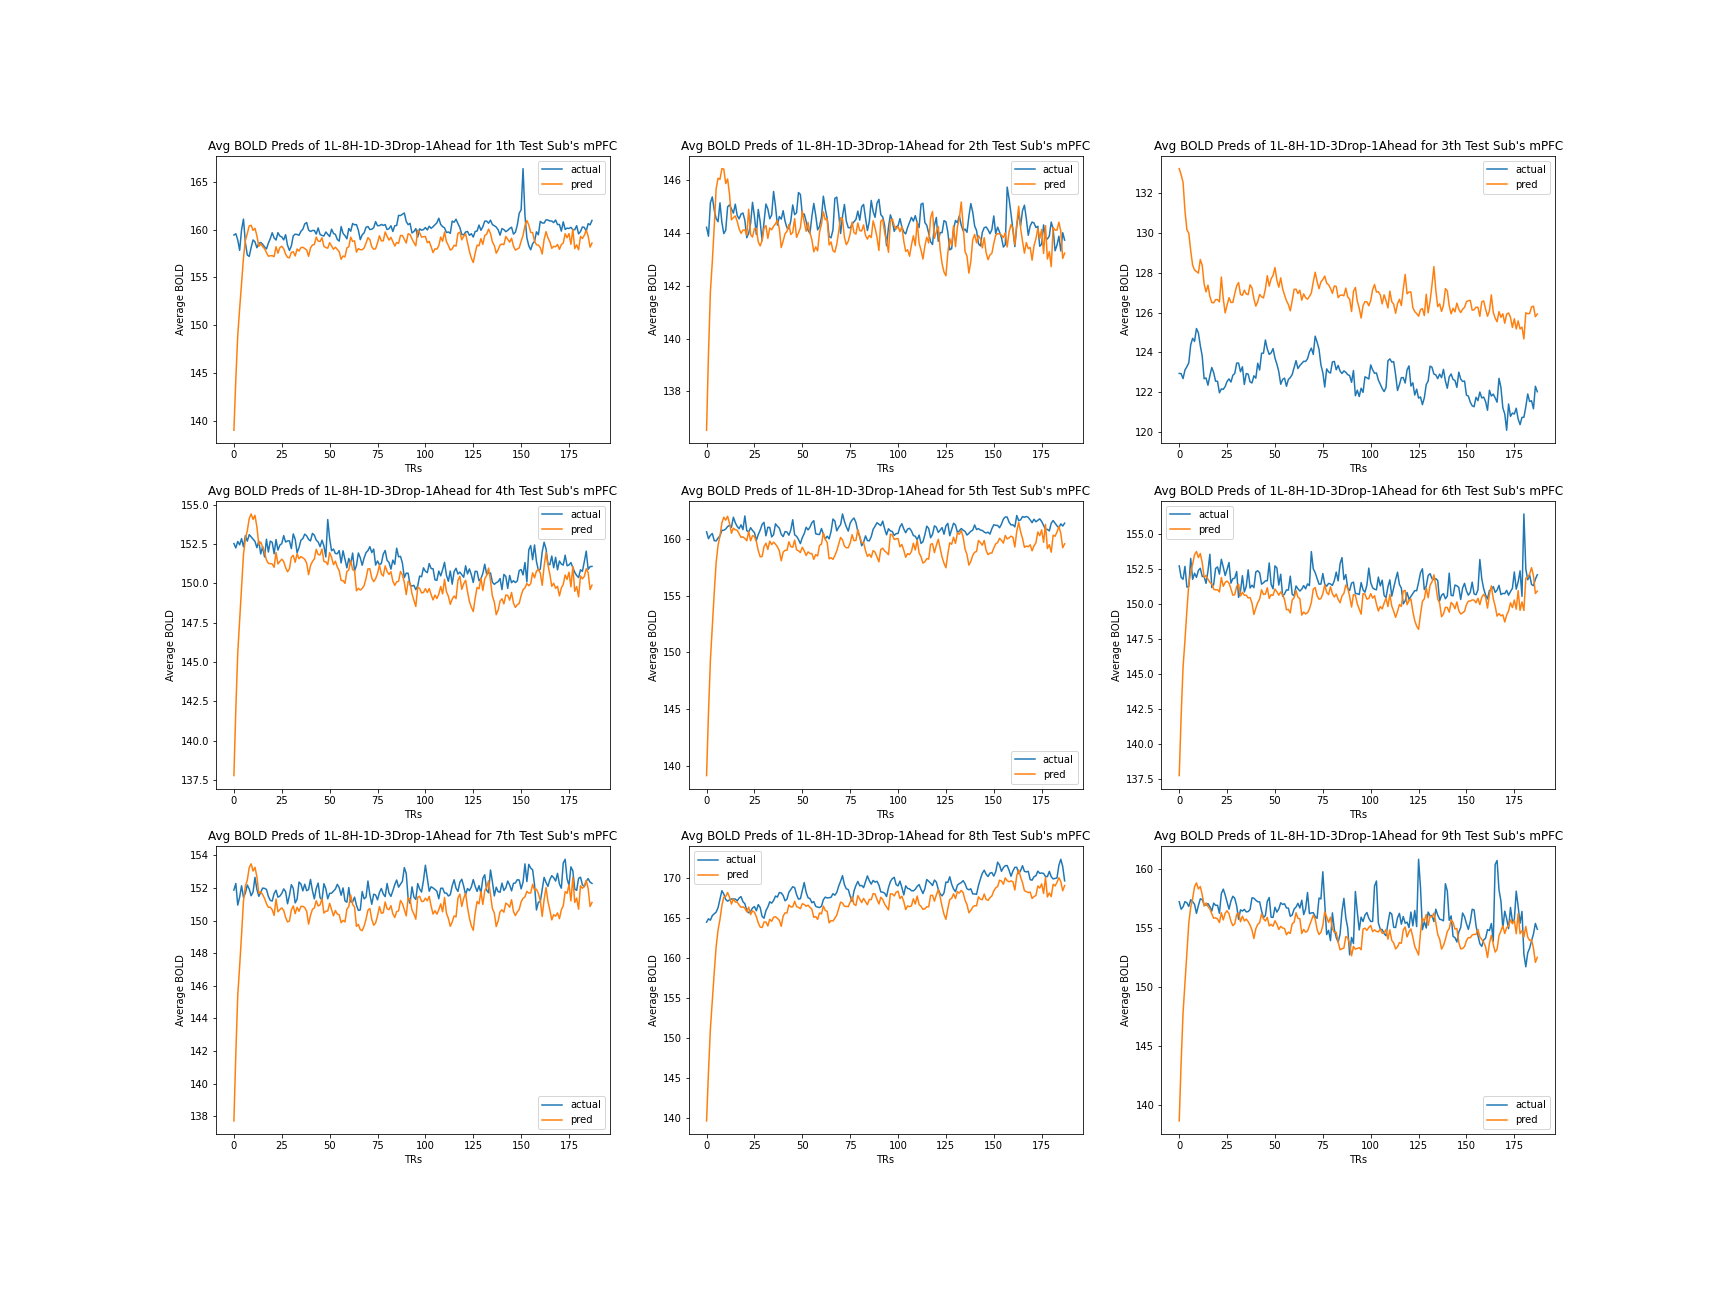 Avg BOLD Preds of 1L-8H-1D-3Drop-1Ahead for 1th Test Sub's mPFC
actual
pred
165
160
155
150
145
140
Average BOLD
0 25 50 75 100 125 150 175
TRs
Avg BOLD Preds of 1L-8H-1D-3Drop-1Ahead for 2th Test Sub's mPFC
actual
pred
146
144
142
140
138
Average BOLD
0 25 50 75 100 125 150 175
TRs
Avg BOLD Preds of 1L-8H-1D-3Drop-1Ahead for 3th Test Sub's mPFC
actual
pred
132
130
128
126
124
122
120
Average BOLD
0 25 50 75 100 125 150 175
TRs
Avg BOLD Preds of 1L-8H-1D-3Drop-1Ahead for 4th Test Sub's mPFC
actual
pred
155.0
152.5
150.0
147.5
145.0
142.5
140.0
137.5
Average BOLD
0 25 50 75 100 125 150 175
TRs
Avg BOLD Preds of 1L-8H-1D-3Drop-1Ahead for 5th Test Sub's mPFC
160
155
150
145
140
Average BOLD
actual
pred
0 25 50 75 100 125 150 175
TRs
Avg BOLD Preds of 1L-8H-1D-3Drop-1Ahead for 6th Test Sub's mPFC
actual
pred
155.0
152.5
150.0
147.5
145.0
142.5
140.0
137.5
Average BOLD
0 25 50 75 100 125 150 175
TRs
Avg BOLD Preds of 1L-8H-1D-3Drop-1Ahead for 7th Test Sub's mPFC
154
152
150
148
146
144
142
140
138
Average BOLD
actual
pred
0 25 50 75 100 125 150 175
TRs
Avg BOLD Preds of 1L-8H-1D-3Drop-1Ahead for 8th Test Sub's mPFC
actual
pred
170
165
160
155
150
145
140
Average BOLD
0 25 50 75 100 125 150 175
TRs
Avg BOLD Preds of 1L-8H-1D-3Drop-1Ahead for 9th Test Sub's mPFC
160
155
150
145
140
Average BOLD
actual
pred
0 25 50 75 100 125 150 175
TRs